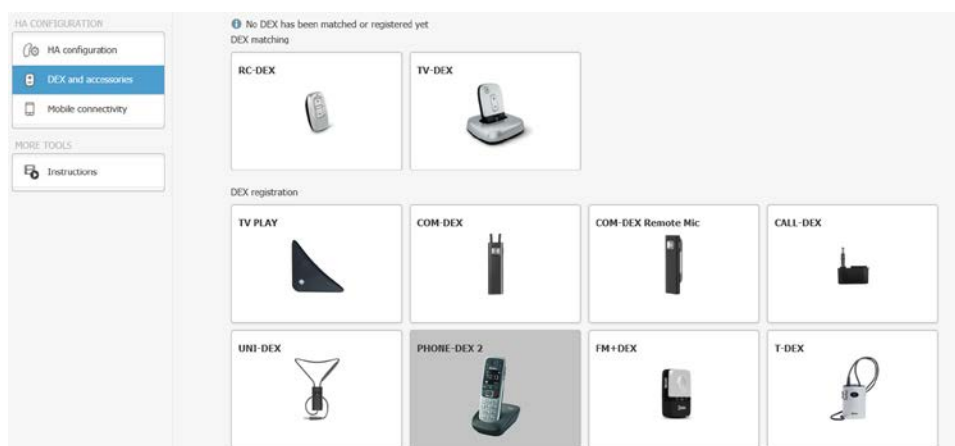 HA CONFIGURATION
HA configuration
DEX and accessories
Mobile connectivity
MORE TOOLS
Instructions
No DEX has been matched or registered yet
DEX matching
RC-DEX
TV-DEX
DEX registration
TV PLAY
COM-DEX
COM-DEX Remote Mic
CALL-DEX
UNI-DEX
PHONE-DEX 2
FM+DEX
T-DEX